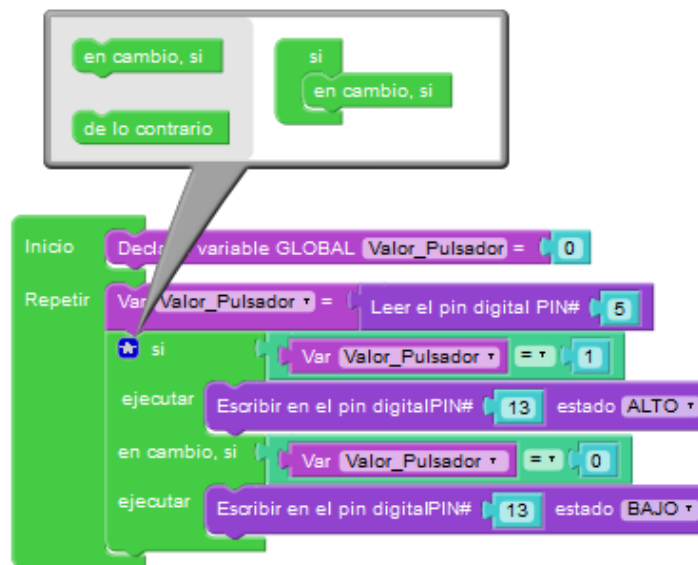 en cambio, si
de lo contrario
si
en cambio, si
Inicio
variable GLOBAL Valor_Pulsador = 0
Repetir
Var Valor_Pulsador = Leer el pin digital PIN# 5
si Var Valor_Pulsador = 1
ejecutar Escribir en el pin digitalPIN# 13 estado ALTO
en cambio, si Var Valor_Pulsador = 0
ejecutar Escribir en el pin digitalPIN# 13 estado BAJO